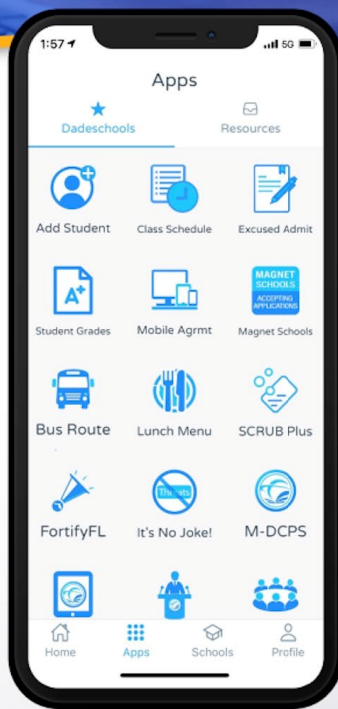 1:57
5G
Apps
Dadeschools
Resources
Add Student
Class Schedule
Excused Admit
A+
MAGNET
SCHOOLS
ACCEPTING
APPLICATIONS
Student Grades
Mobile Agrmt
Magnet Schools
Bus Route
Lunch Menu
SCRUB Plus
Threats
FortifyFL
It's No Joke!
M-DCPS
Home
Apps
Schools
Profile